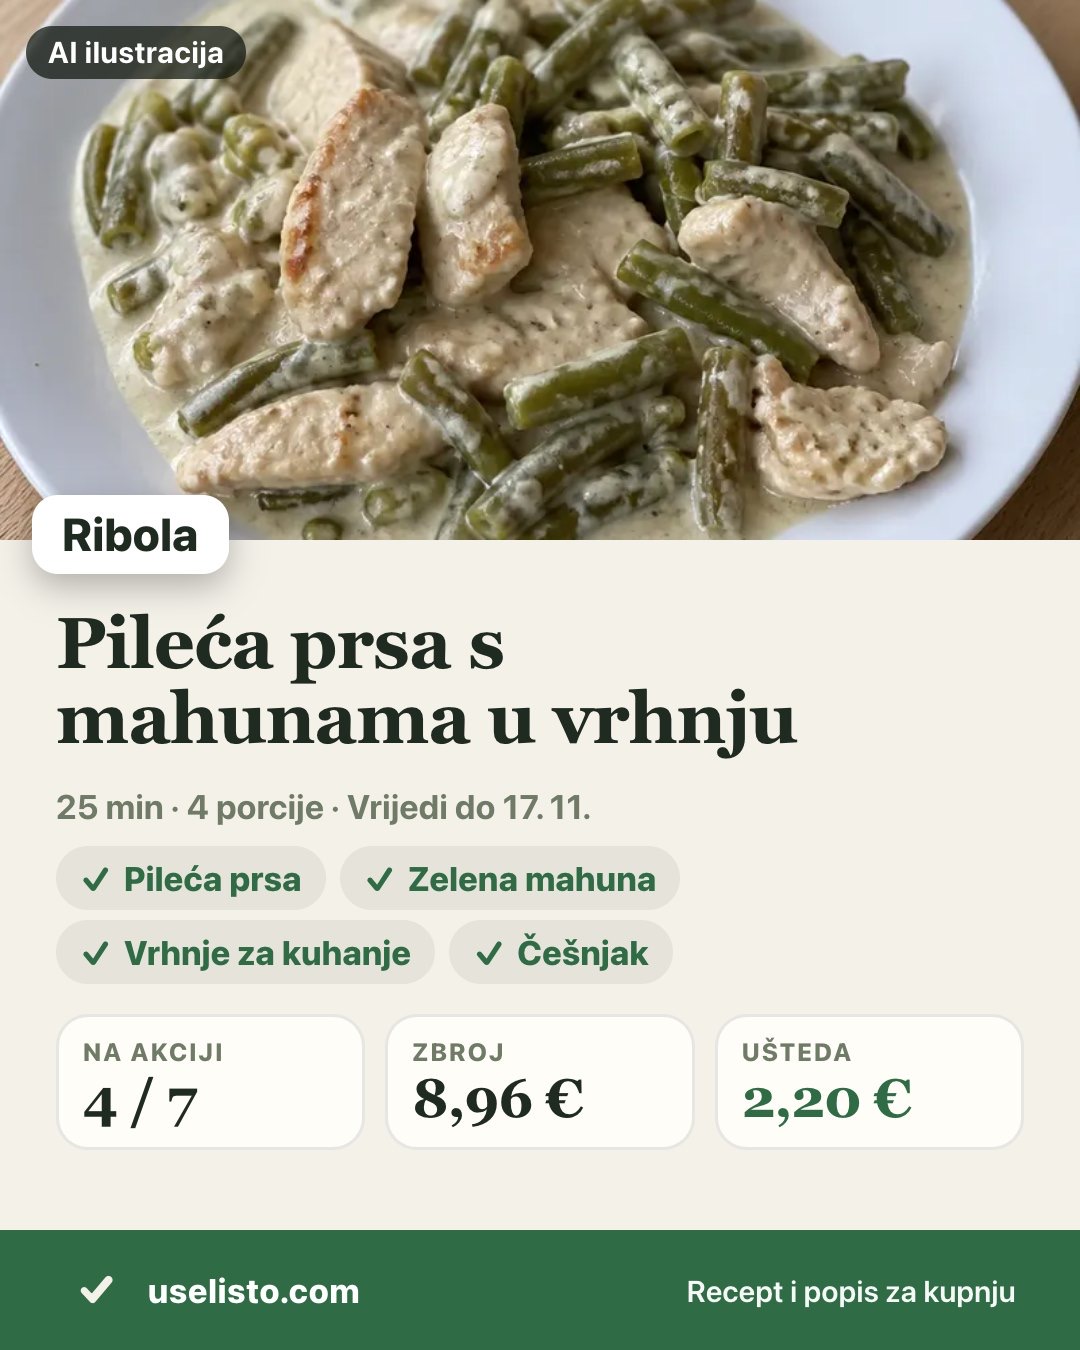 AI ilustracija
Ribola
Pileća prsa s
mahunama u vrhnju
25 min · 4 porcije · Vrijedi do 17. 11.
✓ Pileća prsa
✓ Zelena mahuna
✓ Vrhnje za kuhanje
✓ Češnjak
NA AKCIJI
4 / 7
ZBROJ
8,96 €
UŠTEDA
2,20 €
✓ uselisto.com
Recept i popis za kupnju